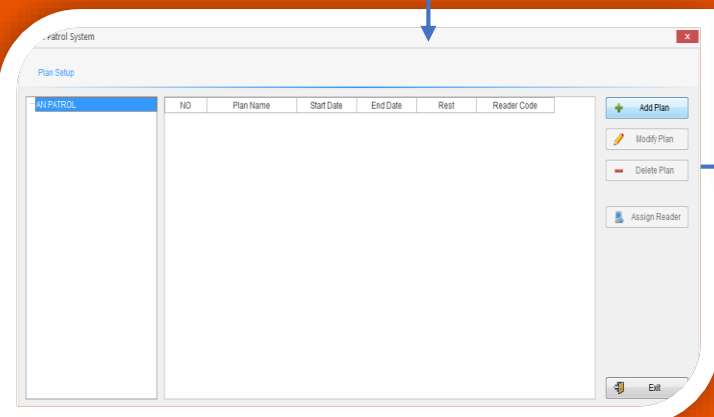 Patrol System
Plan Setup
AN PATROL
NO Plan Name Start Date End Date Rest Reader Code
Add Plan
Modify Plan
Delete Plan
Assign Reader
Exit